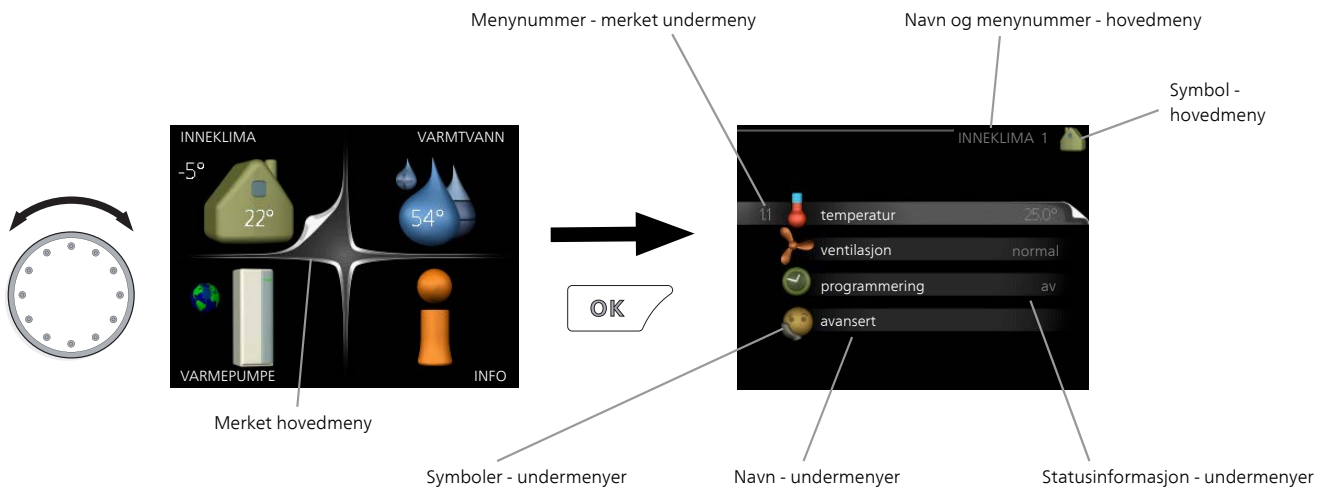 Menynummer - merket undermeny
Navn og menynummer - hovedmeny
Symbol -
hovedmeny
INNEKLIMA
VARMTVANN
-5°
22°
54°
VARMEPUMPE
INFO
OK
INNEKLIMA 1
1.1 temperatur 25.0°
ventilasjon normal
programmering av
avansert
Merket hovedmeny
Symboler - undermenyer
Navn - undermenyer
Statusinformasjon - undermenyer